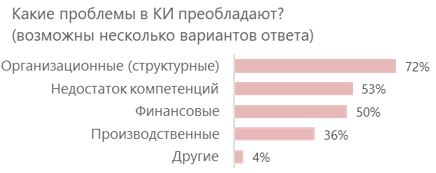 Какие проблемы в КИ преобладают?
(возможны несколько вариантов ответа)
Организационные (структурные) 72%
Недостаток компетенций 53%
Финансовые 50%
Производственные 36%
Другие 4%